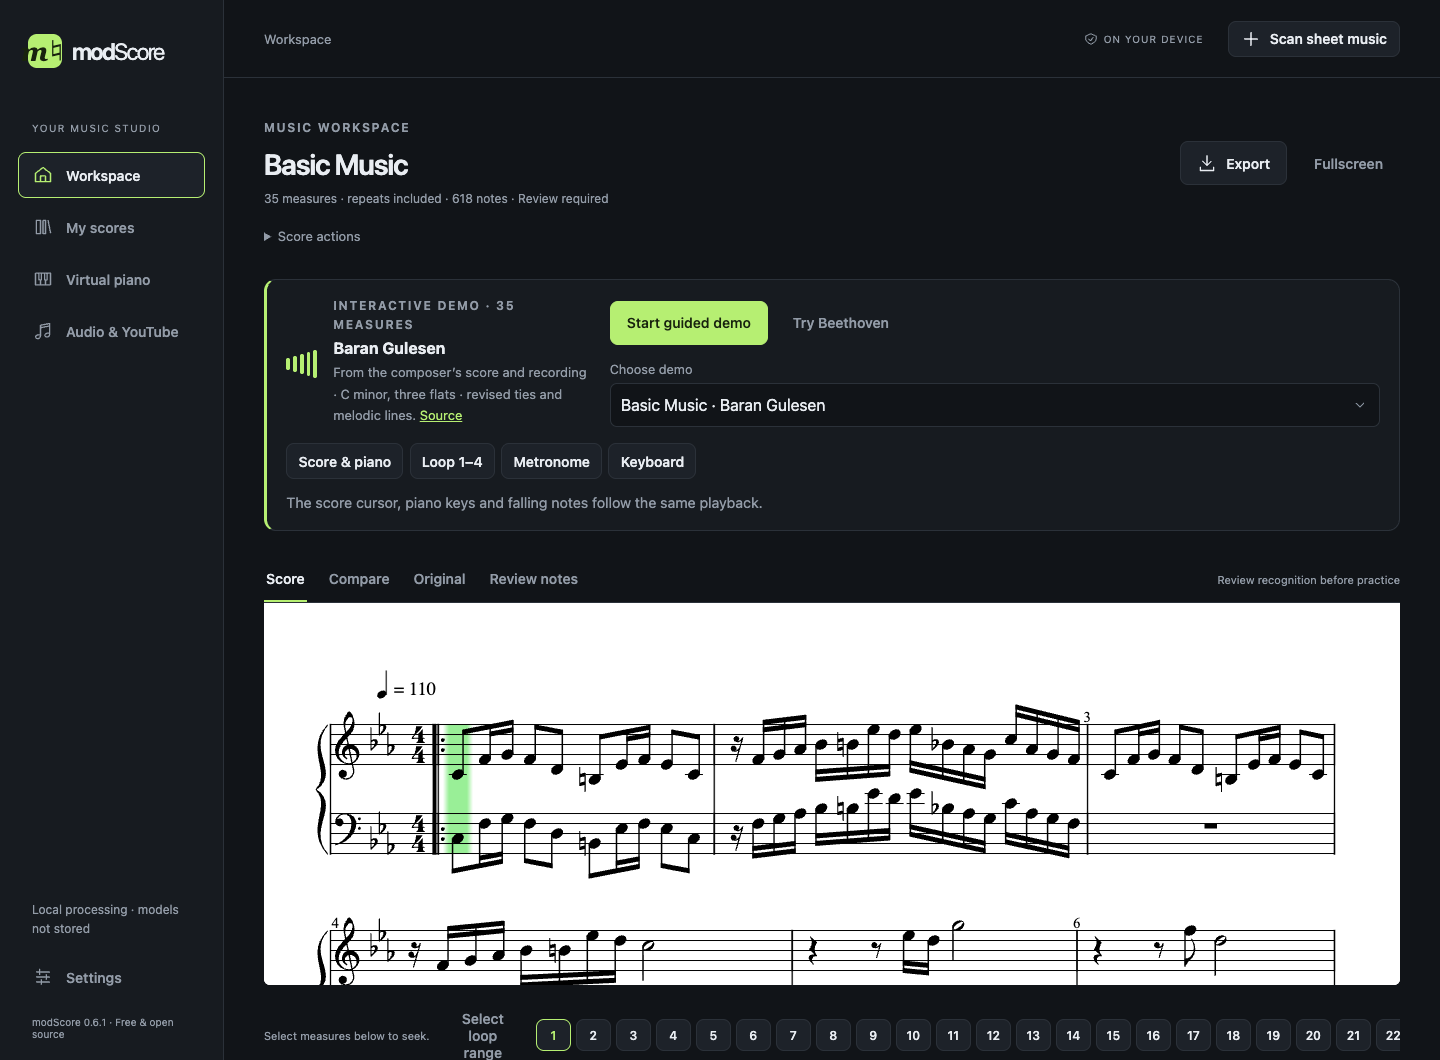 modScore
YOUR MUSIC STUDIO
Workspace
My scores
Virtual piano
Audio & YouTube
Local processing · models
not stored
Settings
modScore 0.6.1 · Free & open
source
Workspace
ON YOUR DEVICE
Scan sheet music
MUSIC WORKSPACE
Basic Music
35 measures · repeats included · 618 notes · Review required
Score actions
Export
Fullscreen
INTERACTIVE DEMO · 35
MEASURES
Baran Gulesen
From the composer’s score and recording
· C minor, three flats · revised ties and
melodic lines. Source
Start guided demo
Try Beethoven
Choose demo
Basic Music · Baran Gulesen
Score & piano
Loop 1–4
Metronome
Keyboard
The score cursor, piano keys and falling notes follow the same playback.
Score
Compare
Original
Review notes
Review recognition before practice
= 110
3
4
6
Select measures below to seek.
Select
loop
range
1 2 3 4 5 6 7 8 9 10 11 12 13 14 15 16 17 18 19 20 21 22